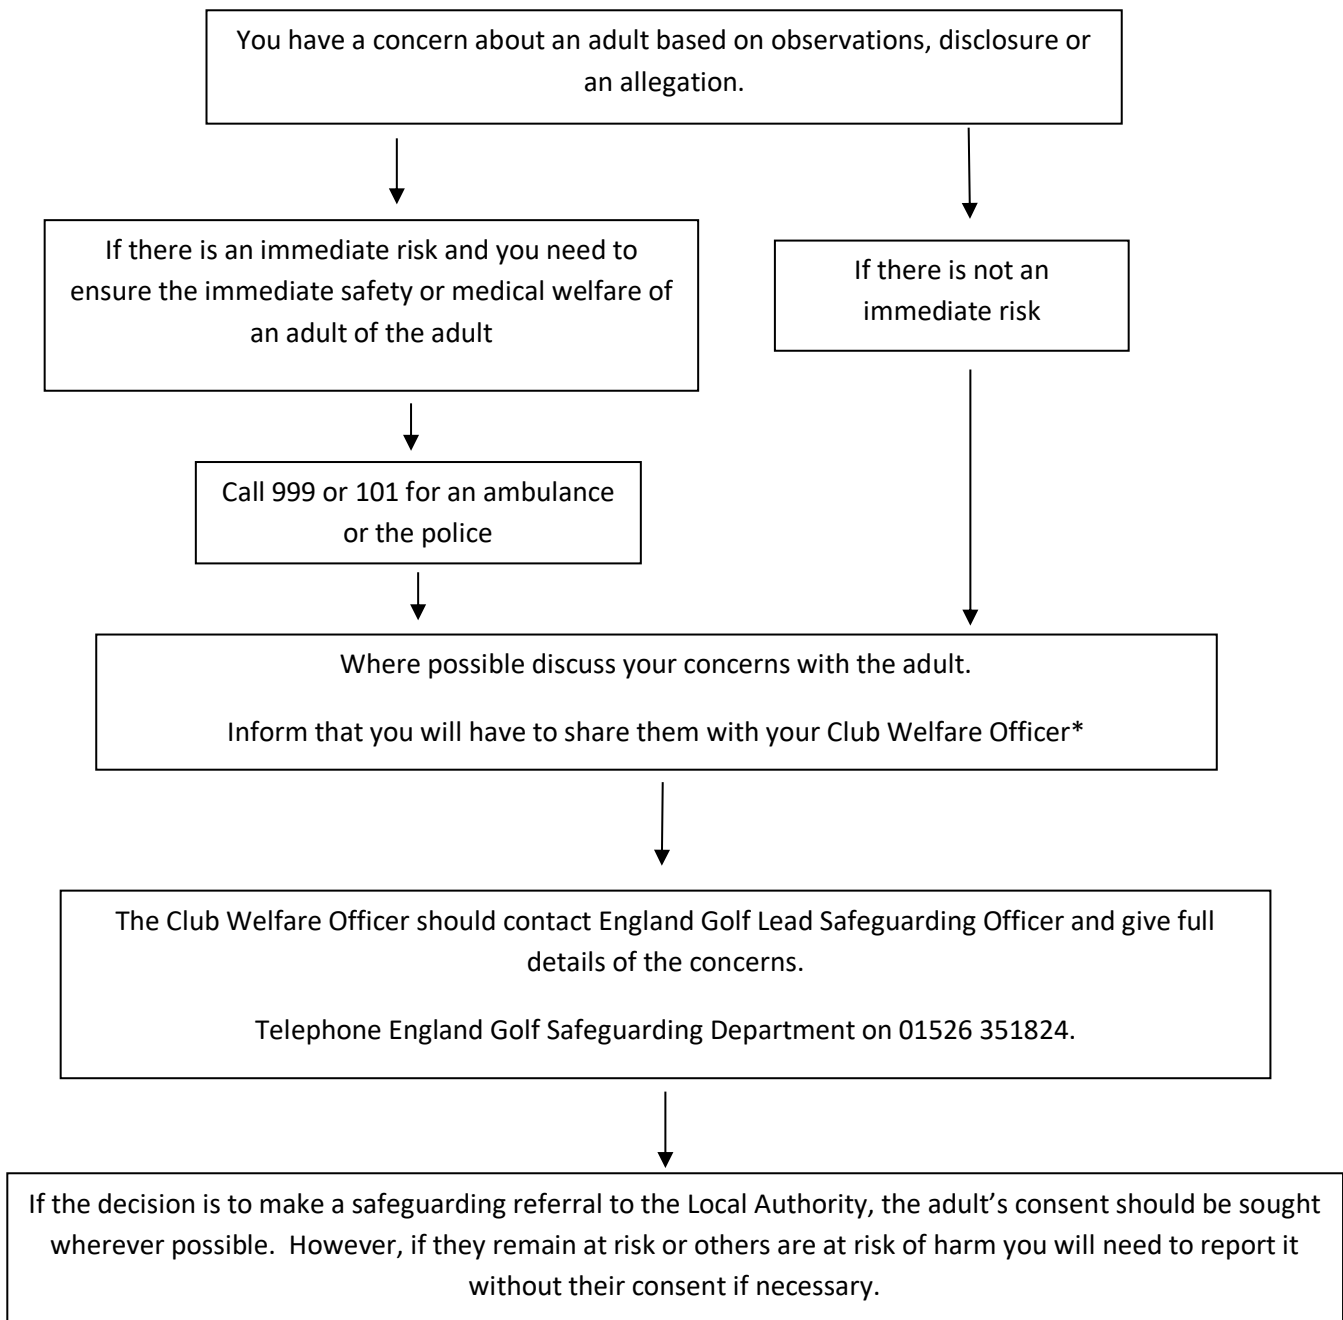 You have a concern about an adult based on observations, disclosure or
an allegation.
If there is an immediate risk and you need to
ensure the immediate safety or medical welfare of
an adult of the adult
If there is not an
immediate risk
Call 999 or 101 for an ambulance
or the police
Where possible discuss your concerns with the adult.
Inform that you will have to share them with your Club Welfare Officer*
The Club Welfare Officer should contact England Golf Lead Safeguarding Officer and give full
details of the concerns.
Telephone England Golf Safeguarding Department on 01526 351824.
If the decision is to make a safeguarding referral to the Local Authority, the adult’s consent should be sought
wherever possible.  However, if they remain at risk or others are at risk of harm you will need to report it
without their consent if necessary.